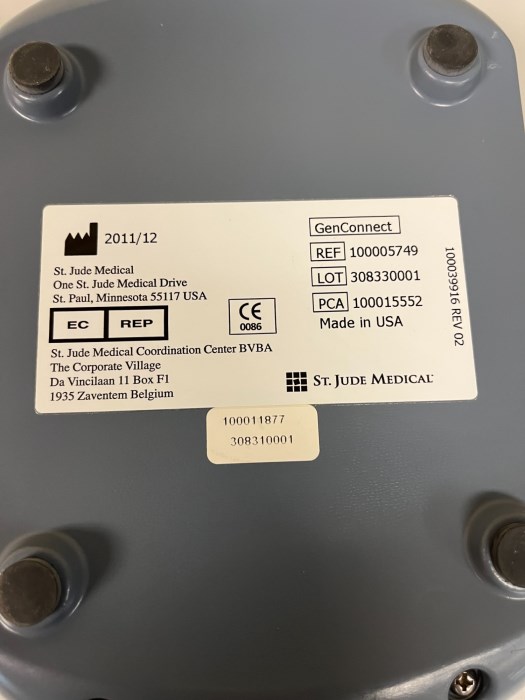 2011/12
St. Jude Medical
One St. Jude Medical Drive
St. Paul, Minnesota 55117 USA
EC REP
CE
0086
St. Jude Medical Coordination Center BVBA
The Corporate Village
Da Vincilaan 11 Box F1
1935 Zaventem Belgium
GenConnect
REF 100005749
LOT 308330001
PCA 100015552
Made in USA
ST. JUDE MEDICAL
100039916 REV 02
100011877
308310001